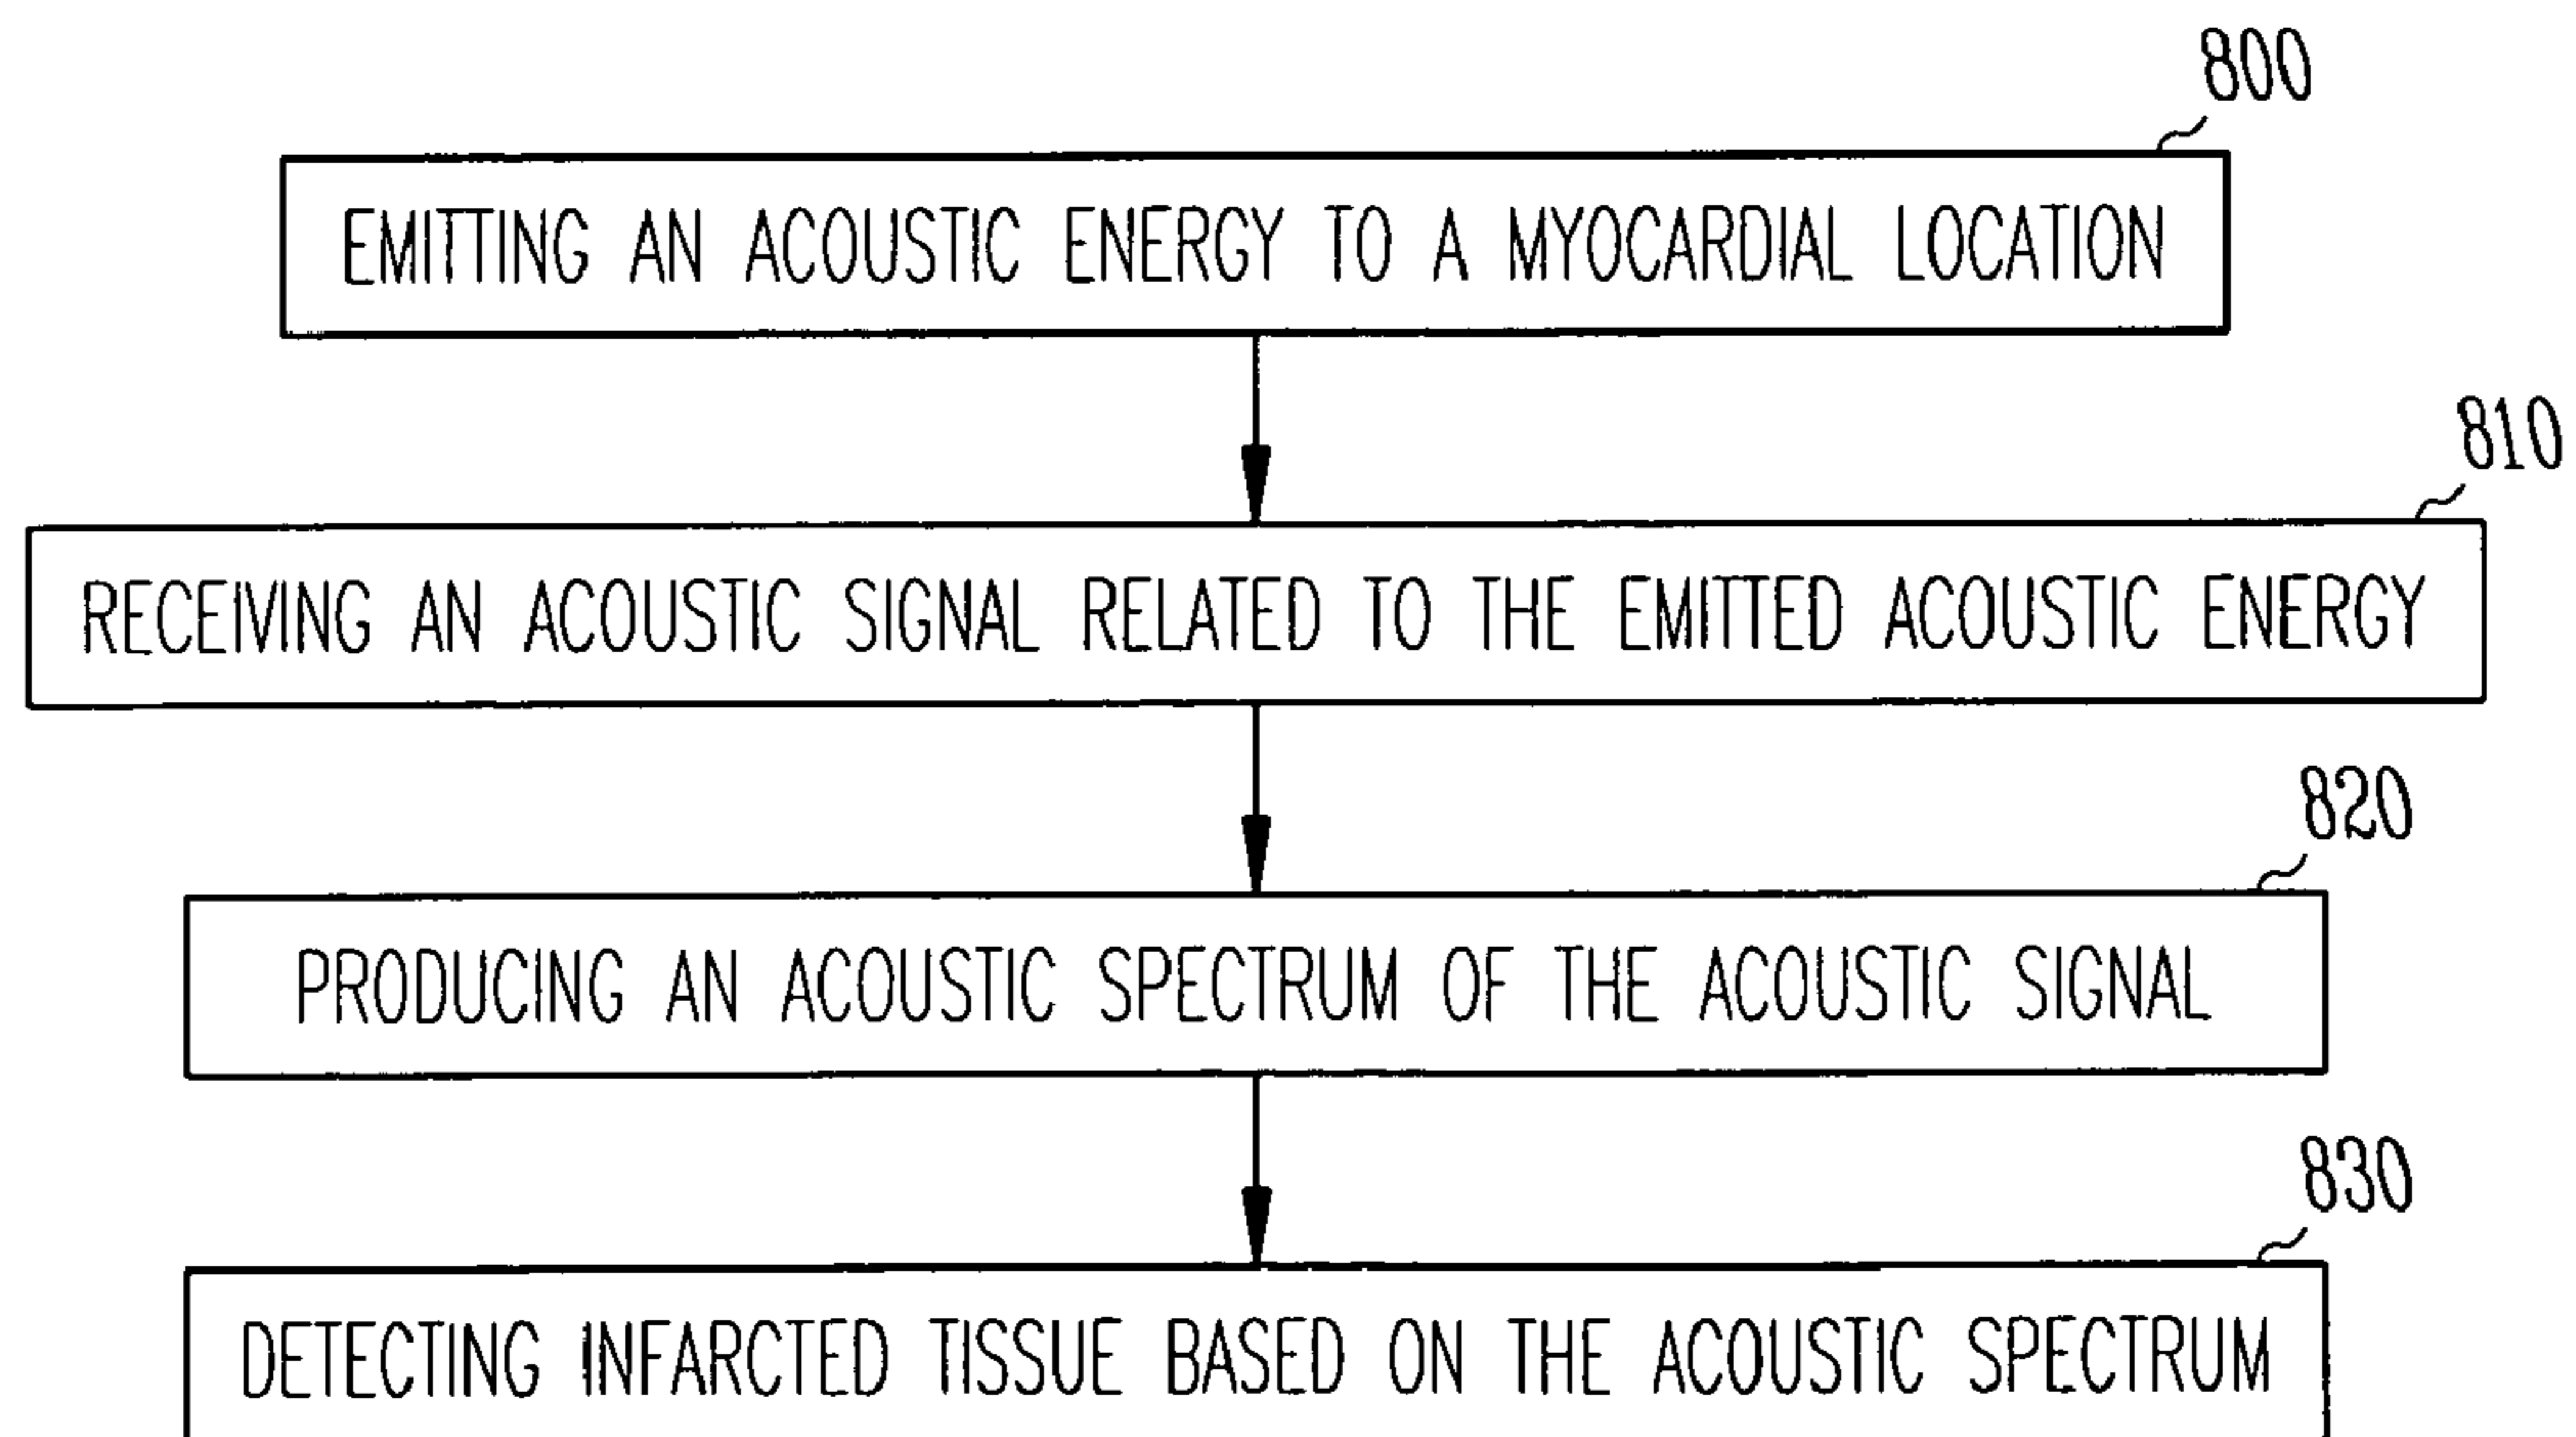 800
EMITTING AN ACOUSTIC ENERGY TO A MYOCARDIAL LOCATION
810
RECEIVING AN ACOUSTIC SIGNAL RELATED TO THE EMITTED ACOUSTIC ENERGY
820
PRODUCING AN ACOUSTIC SPECTRUM OF THE ACOUSTIC SIGNAL
830
DETECTING INFARCTED TISSUE BASED ON THE ACOUSTIC SPECTRUM